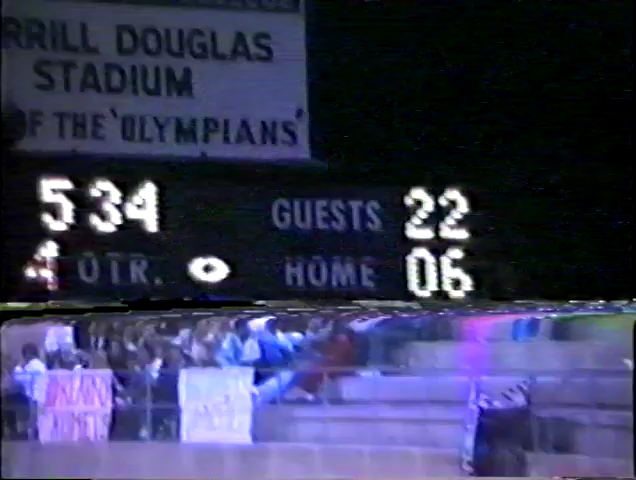 RRILL DOUGLAS
STADIUM
OF THE 'OLYMPIANS'
5 34 GUESTS 22
4 QTR. HOME 06